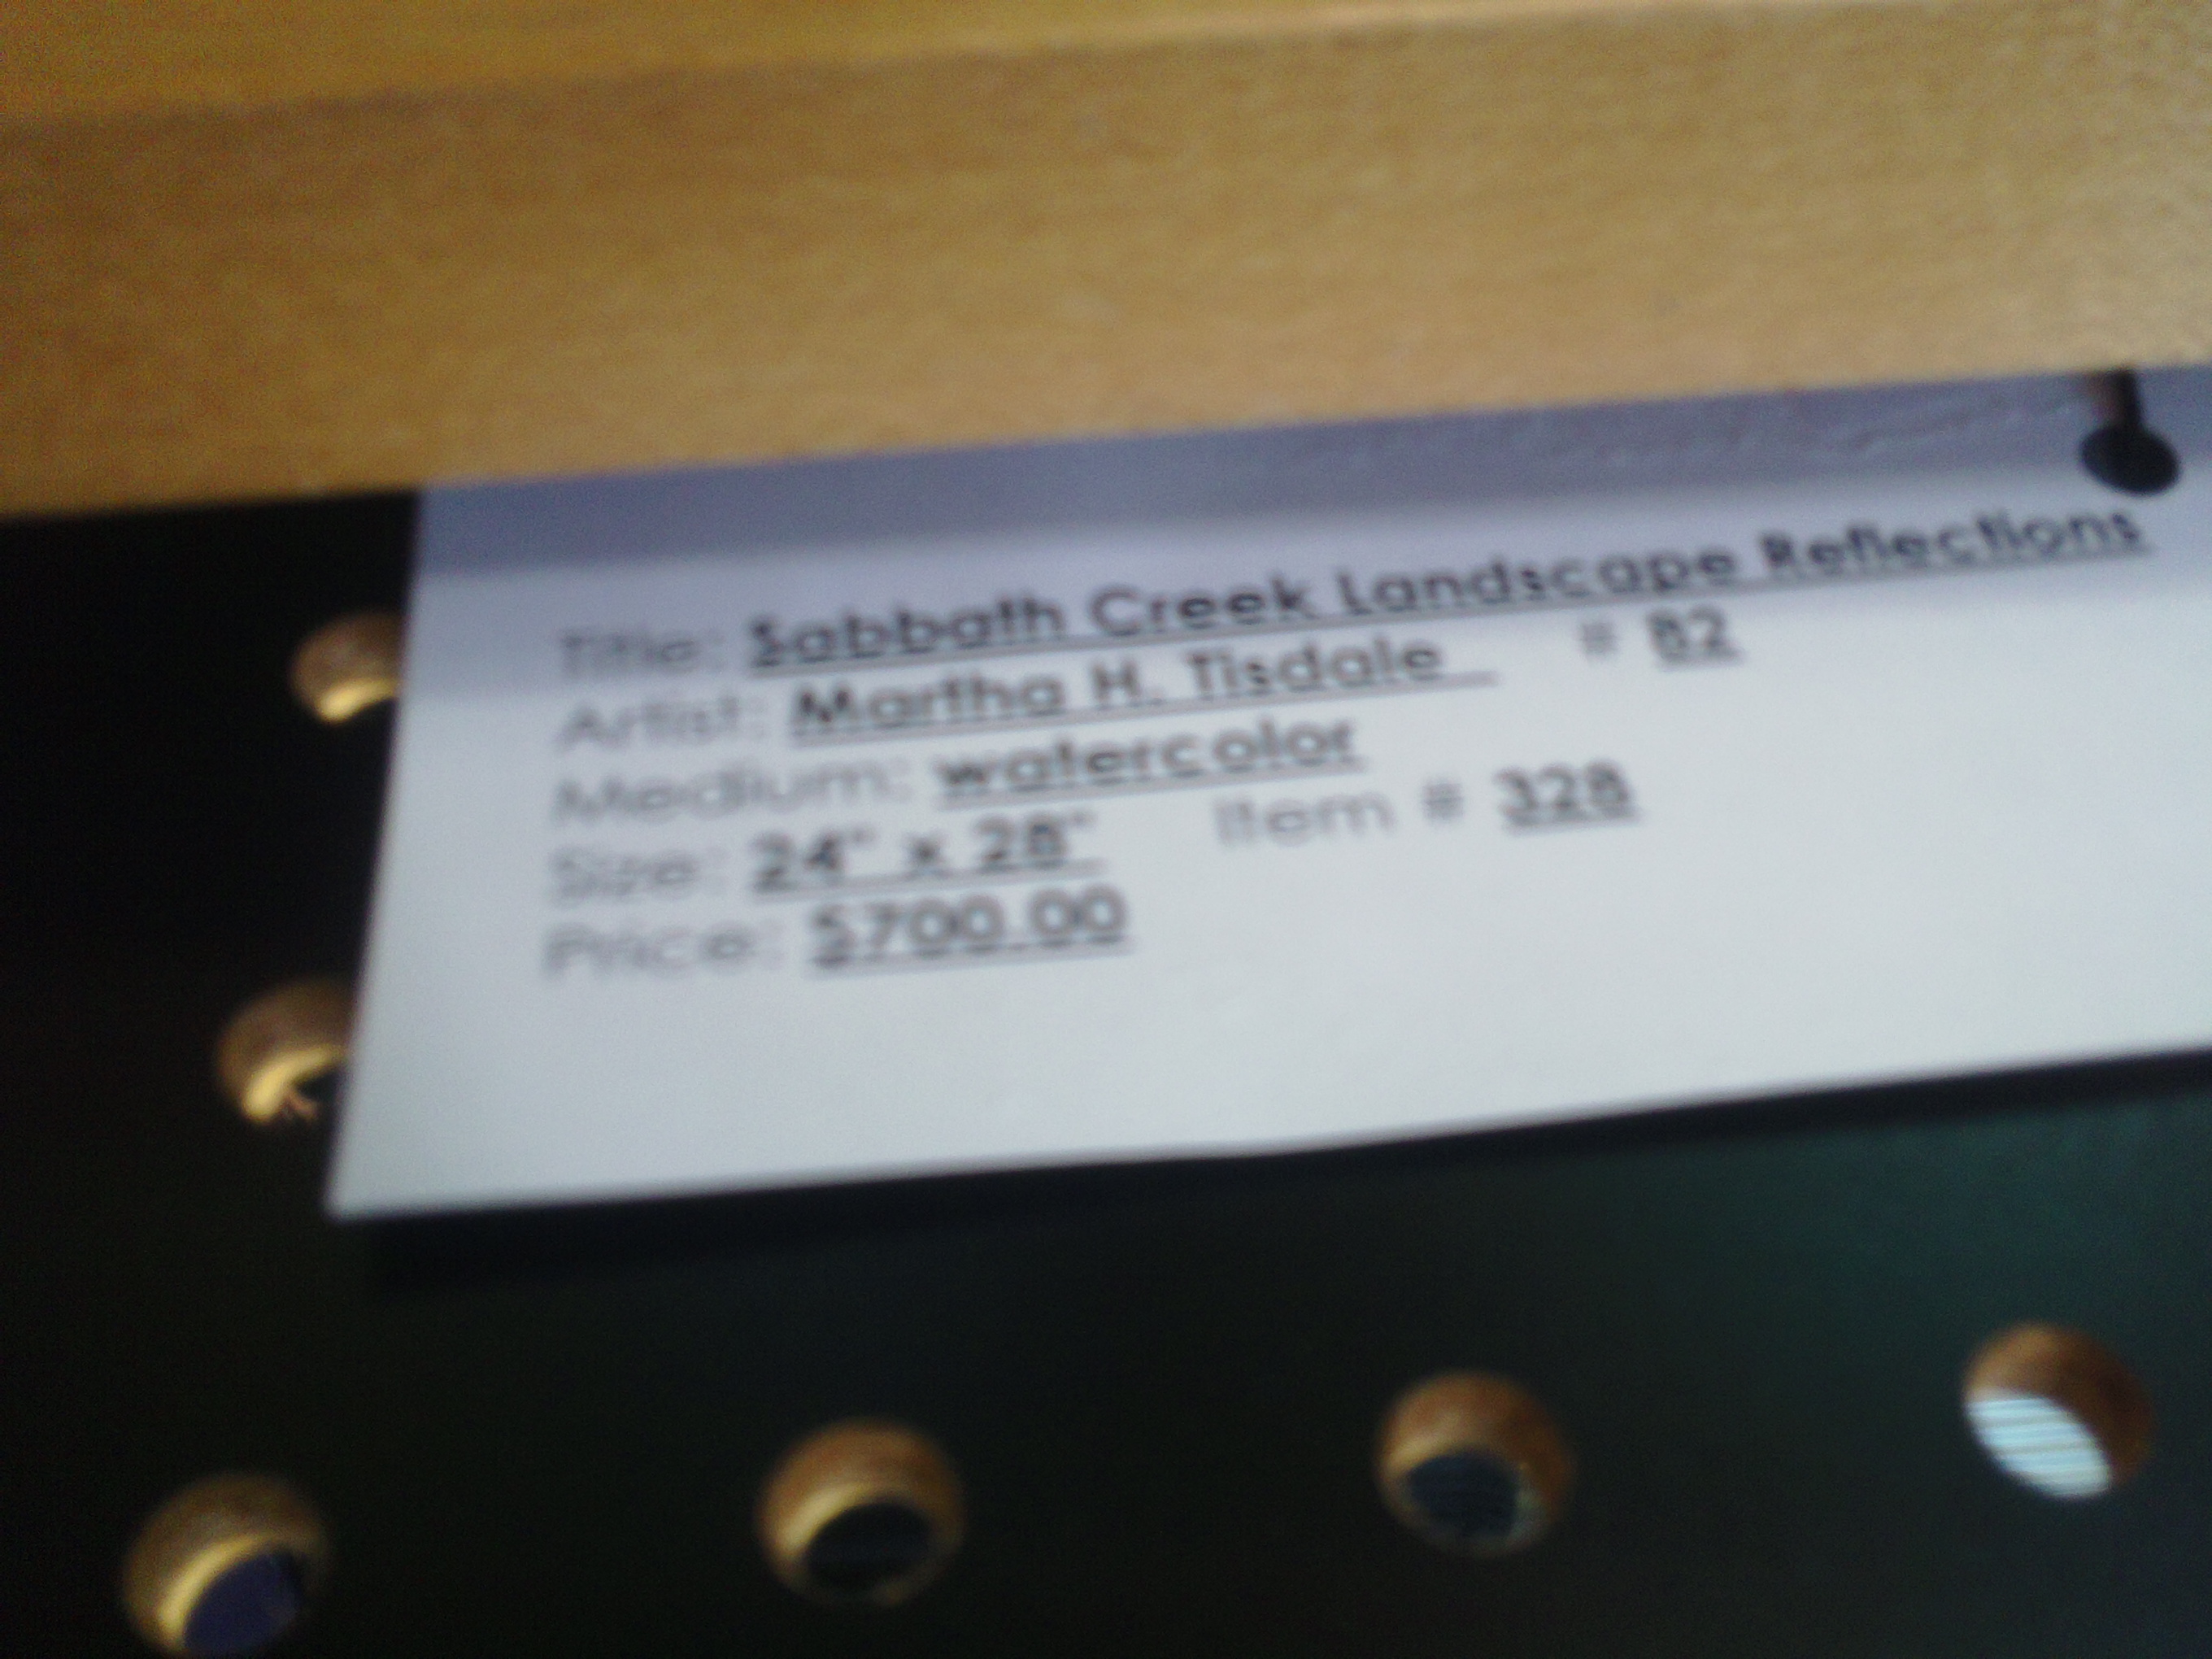 Title: Sabbath Creek Landscape Reflections
Artist: Martha H. Tisdale # 82
Medium: watercolor
Size: 24" x 28" Item # 328
Price: $700.00